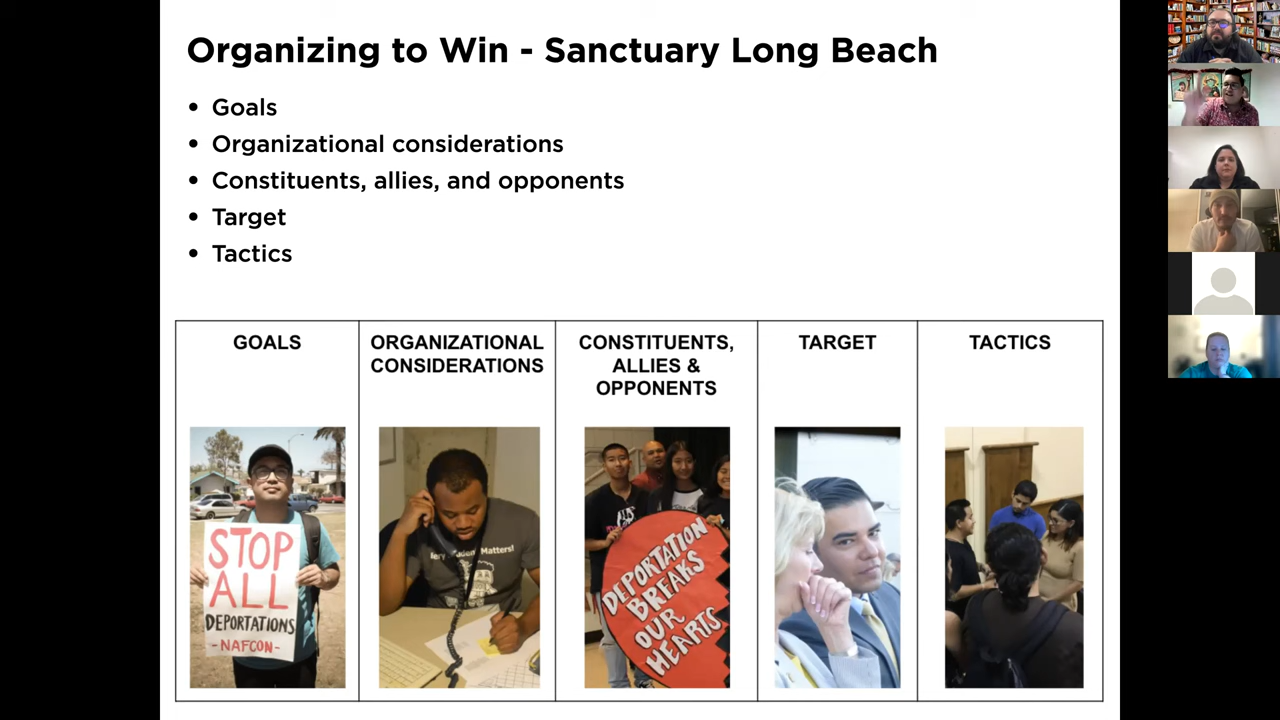 Organizing to Win - Sanctuary Long Beach
• Goals
• Organizational considerations
• Constituents, allies, and opponents
• Target
• Tactics
GOALS
ORGANIZATIONAL
CONSIDERATIONS
CONSTITUENTS,
ALLIES &
OPPONENTS
TARGET
TACTICS
STOP
ALL
DEPORTATIONS
-NAFCON-
Matters!
DEPORTATION
BREAKS
OUR
HEARTS